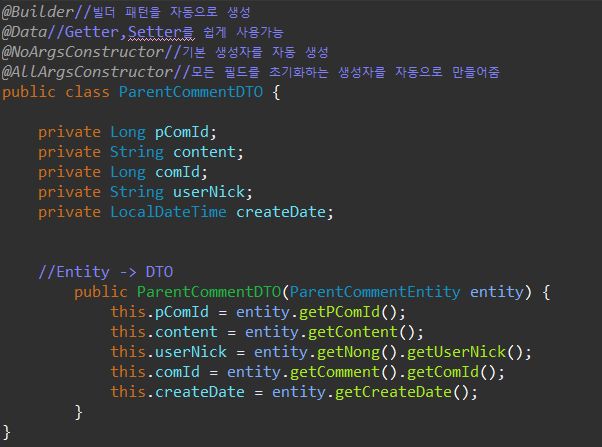 @Builder//빌더 패턴을 자동으로 생성
@Data//Getter,Setter를 쉽게 사용가능
@NoArgsConstructor//기본 생성자를 자동 생성
@AllArgsConstructor//모든 필드를 초기화하는 생성자를 자동으로 만들어줌
public class ParentCommentDTO {
private Long pComId;
private String content;
private Long comId;
private String userNick;
private LocalDateTime createDate;
//Entity -> DTO
public ParentCommentDTO(ParentCommentEntity entity) {
this.pComId = entity.getPComId();
this.content = entity.getContent();
this.userNick = entity.getNong().getUserNick();
this.comId = entity.getComment().getComId();
this.createDate = entity.getCreateDate();
}
}